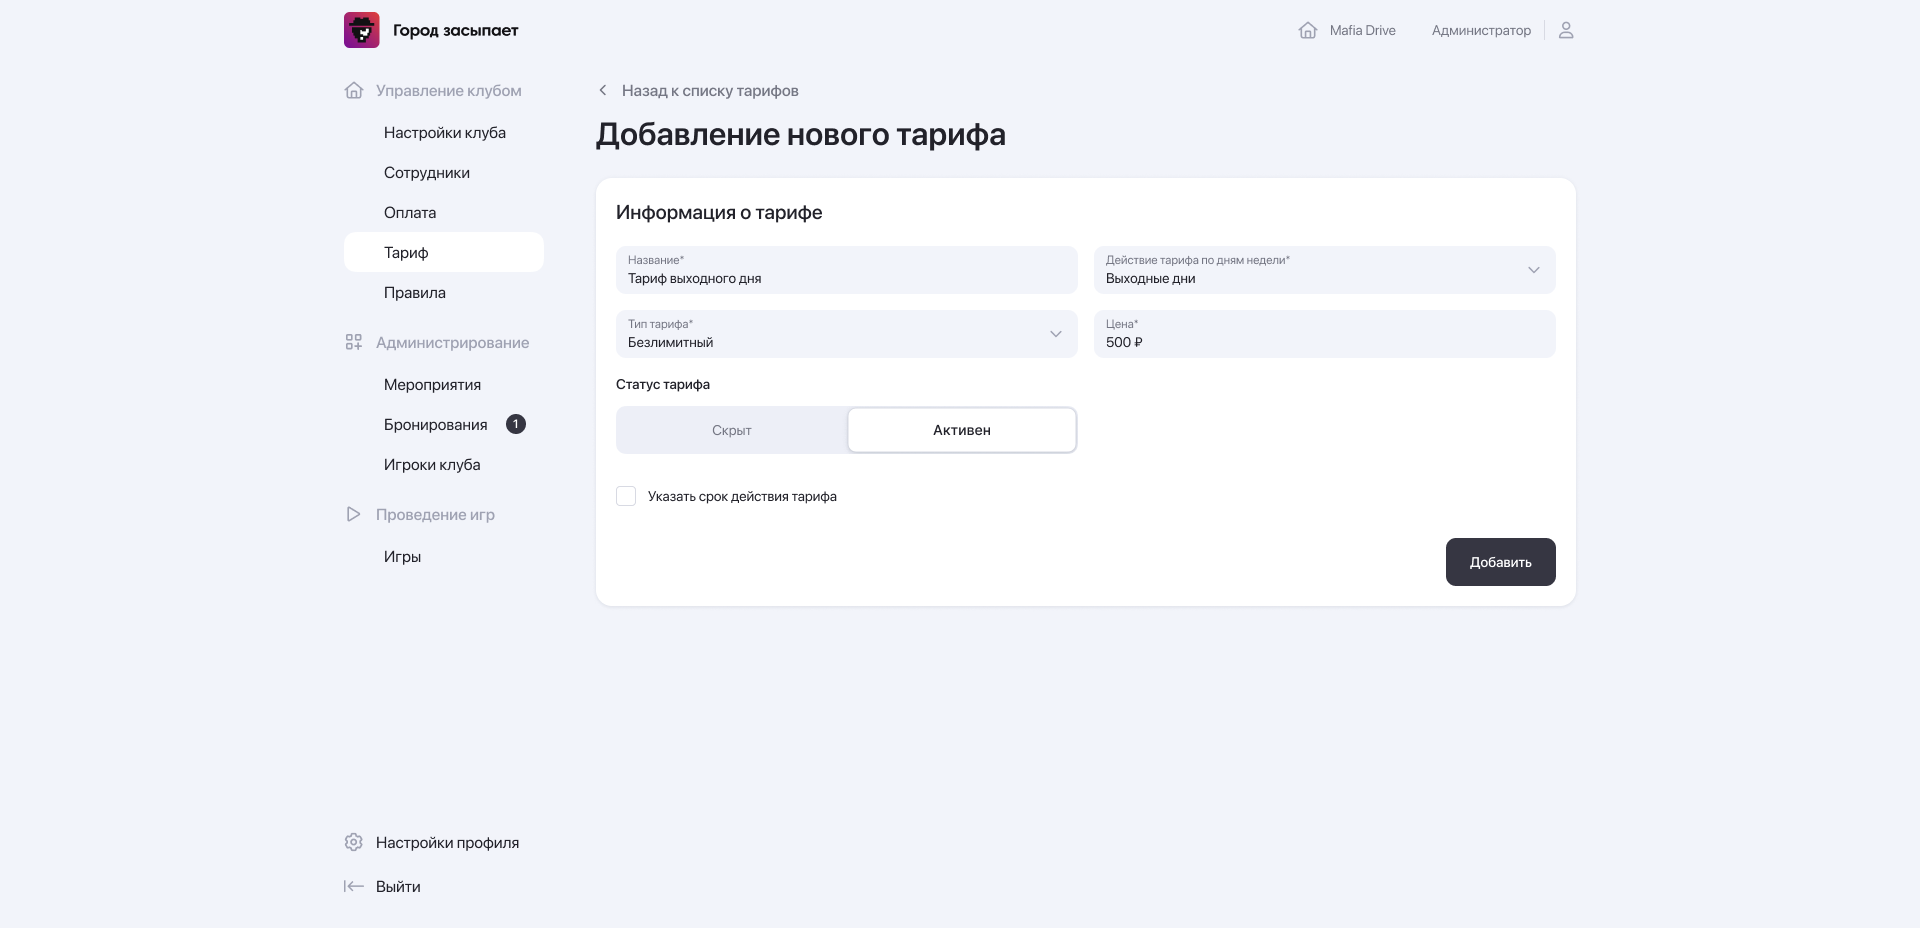 Город засыпает
Mafia Drive
Администратор
Управление клубом
Настройки клуба
Сотрудники
Оплата
Тариф
Правила
Администрирование
Мероприятия
Бронирования 1
Игроки клуба
Проведение игр
Игры
Настройки профиля
Выйти
Назад к списку тарифов
Добавление нового тарифа
Информация о тарифе
Название*
Тариф выходного дня
Действие тарифа по дням недели*
Выходные дни
Тип тарифа*
Безлимитный
Цена*
500 ₽
Статус тарифа
Скрыт
Активен
Указать срок действия тарифа
Добавить